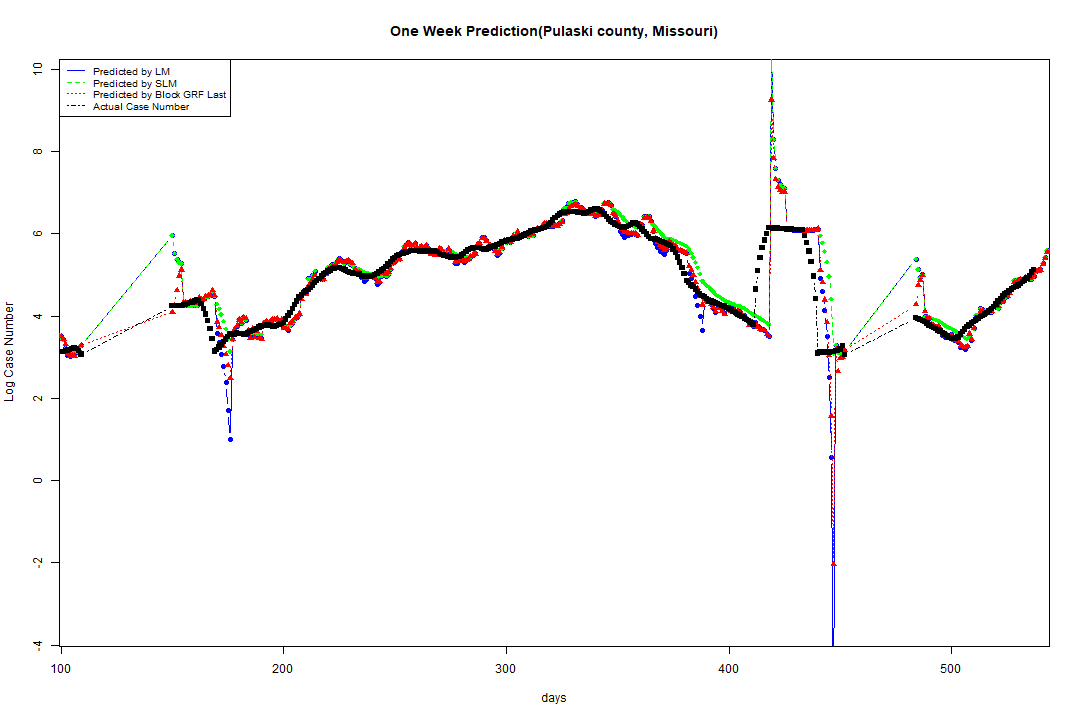 One Week Prediction(Pulaski county, Missouri)
Predicted by LM
Predicted by SLM
Predicted by Block GRF Last
Actual Case Number
Log Case Number
10
8
6
4
2
0
-2
-4
100 200 300 400 500
days